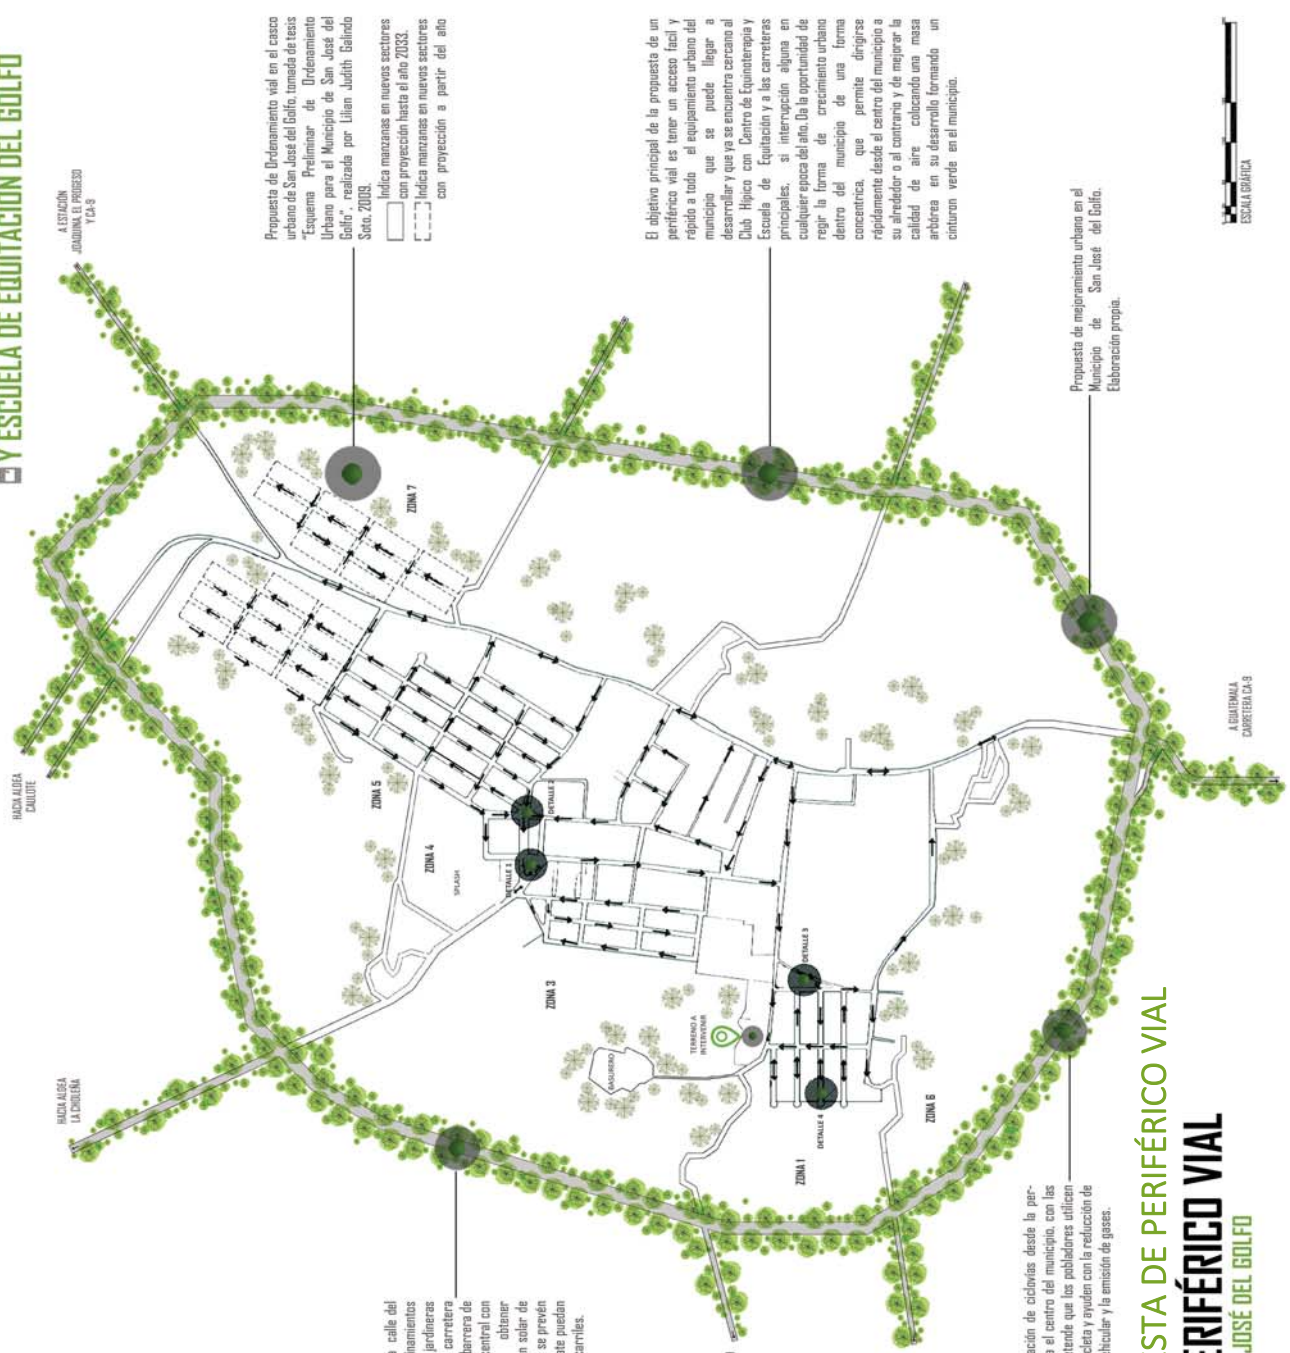 Y ESCUELA DE EQUITACIÓN DEL GOLFO
A ESTACIÓN
JOAQUINA, EL PROGESO
Y CA-9
Propuesta de Ordenamiento vial en el casco
urbano de San José del Golfo, tomada de tesis
"Esquema Preliminar de Ordenamiento
Urbano para el Municipio de San José del
Golfo", realizada por Lilian Judith Galindo
Soto, 2009.
Indica manzanas en nuevos sectores
con proyección hasta el año 2033.
Indica manzanas en nuevos sectores
con proyección a partir del año
El objetivo principal de la propuesta de un
periférico vial es tener un acceso facil y
rápido a todo el equipamiento urbano del
municipio que se puede llegar a
desarrollar y que ya se encuentra cercano al
Club Hípico con Centro de Equinoterapia y
Escuela de Equitación y a las carreteras
principales, si interrupción alguna en
cualquier epoca del año. Da la oportunidad de
regir la forma de crecimiento urbano
dentro del municipio de una forma
concentrica, que permite dirigirse
rápidamente desde el centro del municipio a
su alrededor o al contrario y de mejorar la
calidad de aire colocando una masa
arbórea en su desarrollo formando un
cinturon verde en el municipio.
Propuesta de mejoramiento urbano en el
Municipio de San José del Golfo.
Elaboración propia.
ESCALA GRÁFICA
HACIA ALDEA
CAULOTE
ZONA 7
ZONA 5
ZONA 4
SPLASH
DETALLE 1
DETALLE 2
A GUATEMALA
CARRETERA CA-9
HACIA ALDEA
LA CHOLEÑA
ZONA 3
BASURERO
TERRENO A
INTERVENIR
DETALLE 3
DETALLE 4
ZONA 1
ZONA 6
calle del
jardineras
carretera
barrera de
central con
obtener
n solar de
se prevén
ate puedan
carriles.
ación de ciclovías desde la per-
a el centro del municipio, con las
tende que los pobladores utilicen
cleta y ayuden con la reducción de
hicular y la emisión de gases.
STA DE PERIFÉRICO VIAL
ERIFÉRICO VIAL
JOSÉ DEL GOLFO